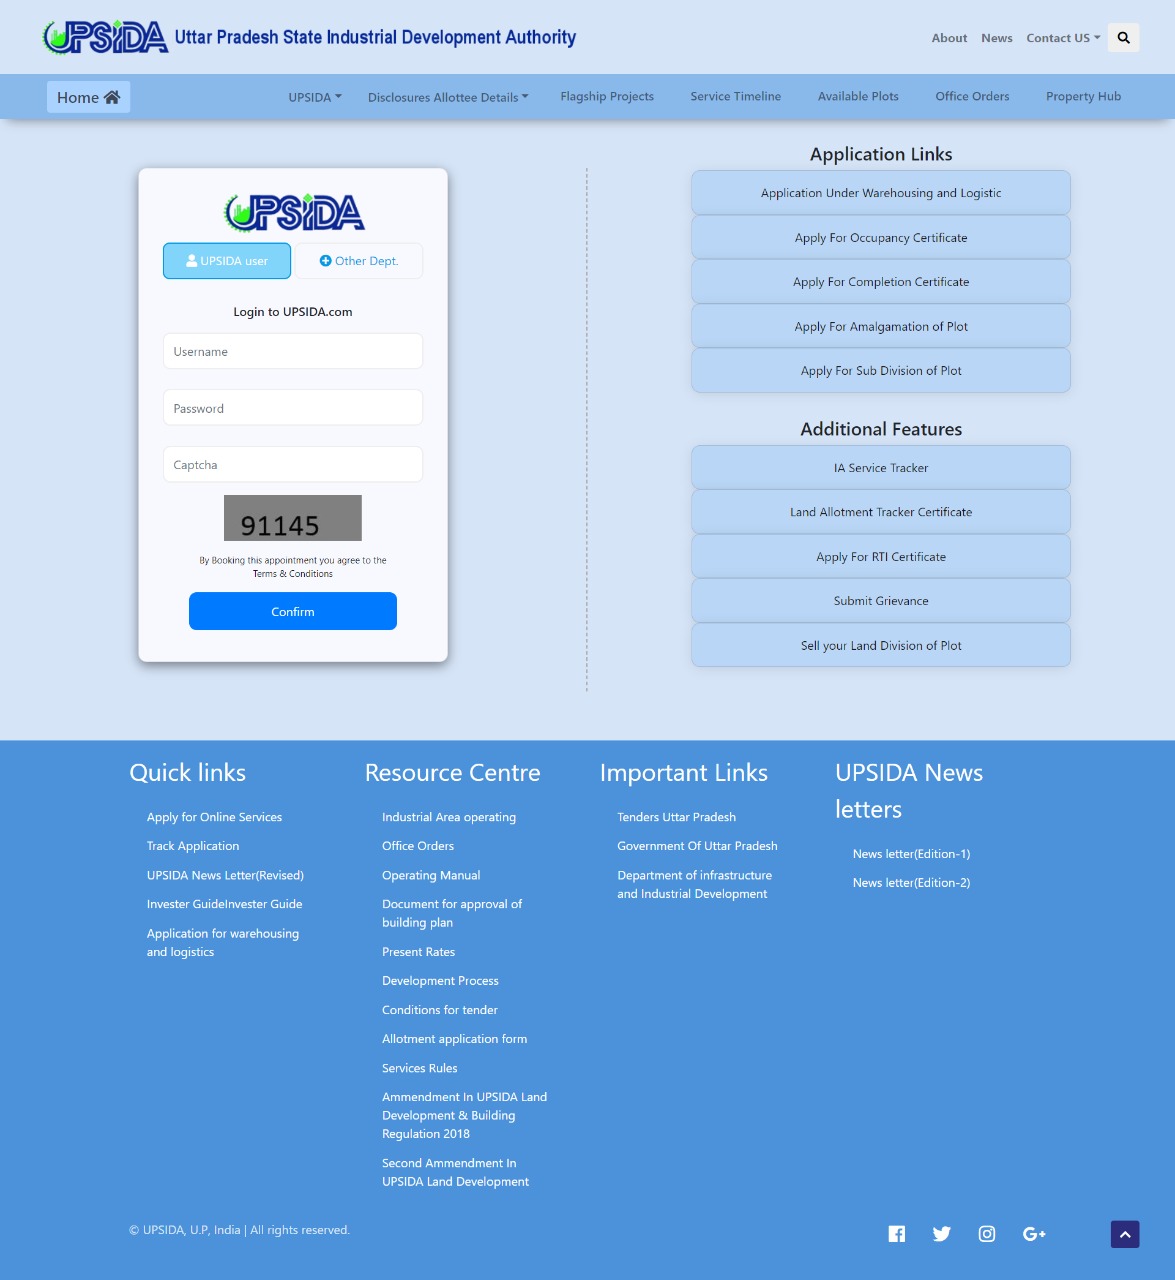 UPSIDA Uttar Pradesh State Industrial Development Authority
About News Contact US
Home UPSIDA Disclosures Allottee Details Flagship Projects Service Timeline Available Plots Office Orders Property Hub
UPSIDA
UPSIDA user Other Dept.
Login to UPSIDA.com
Username
Password
Captcha
91145
By Booking this appointment you agree to the
Terms & Conditions
Confirm
Application Links
Application Under Warehousing and Logistic
Apply For Occupancy Certificate
Apply For Completion Certificate
Apply For Amalgamation of Plot
Apply For Sub Division of Plot
Additional Features
IA Service Tracker
Land Allotment Tracker Certificate
Apply For RTI Certificate
Submit Grievance
Sell your Land Division of Plot
Quick links
Apply for Online Services
Track Application
UPSIDA News Letter(Revised)
Invester GuideInvester Guide
Application for warehousing
and logistics
Resource Centre
Industrial Area operating
Office Orders
Operating Manual
Document for approval of
building plan
Present Rates
Development Process
Conditions for tender
Allotment application form
Services Rules
Ammendment In UPSIDA Land
Development & Building
Regulation 2018
Second Ammendment In
UPSIDA Land Development
Important Links
Tenders Uttar Pradesh
Government Of Uttar Pradesh
Department of infrastructure
and Industrial Development
UPSIDA News
letters
News letter(Edition-1)
News letter(Edition-2)
© UPSIDA, U.P, India | All rights reserved.